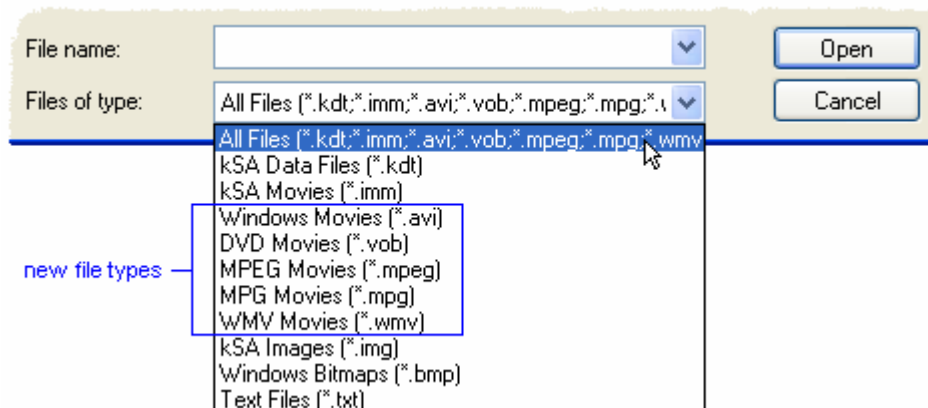 File name:
Open
Files of type:
All Files (*.kdt;*.imm;*.avi;*.vob;*.mpeg;*.mpg;*.
Cancel
All Files (*.kdt;*.imm;*.avi;*.vob;*.mpeg;*.mpg;*.wmv
kSA Data Files (*.kdt)
kSA Movies (*.imm)
Windows Movies (*.avi)
DVD Movies (*.vob)
new file types
MPEG Movies (*.mpeg)
MPG Movies (*.mpg)
WMV Movies (*.wmv)
kSA Images (*.img)
Windows Bitmaps (*.bmp)
Text Files (*.txt)